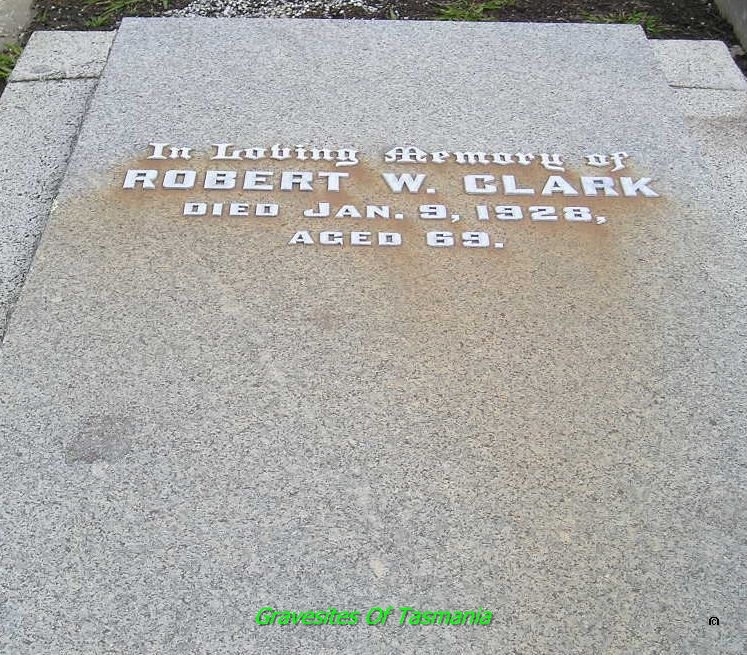 In Loving Memory of
ROBERT W. CLARK
DIED JAN. 9, 1928,
AGED 69.
Gravesites Of Tasmania